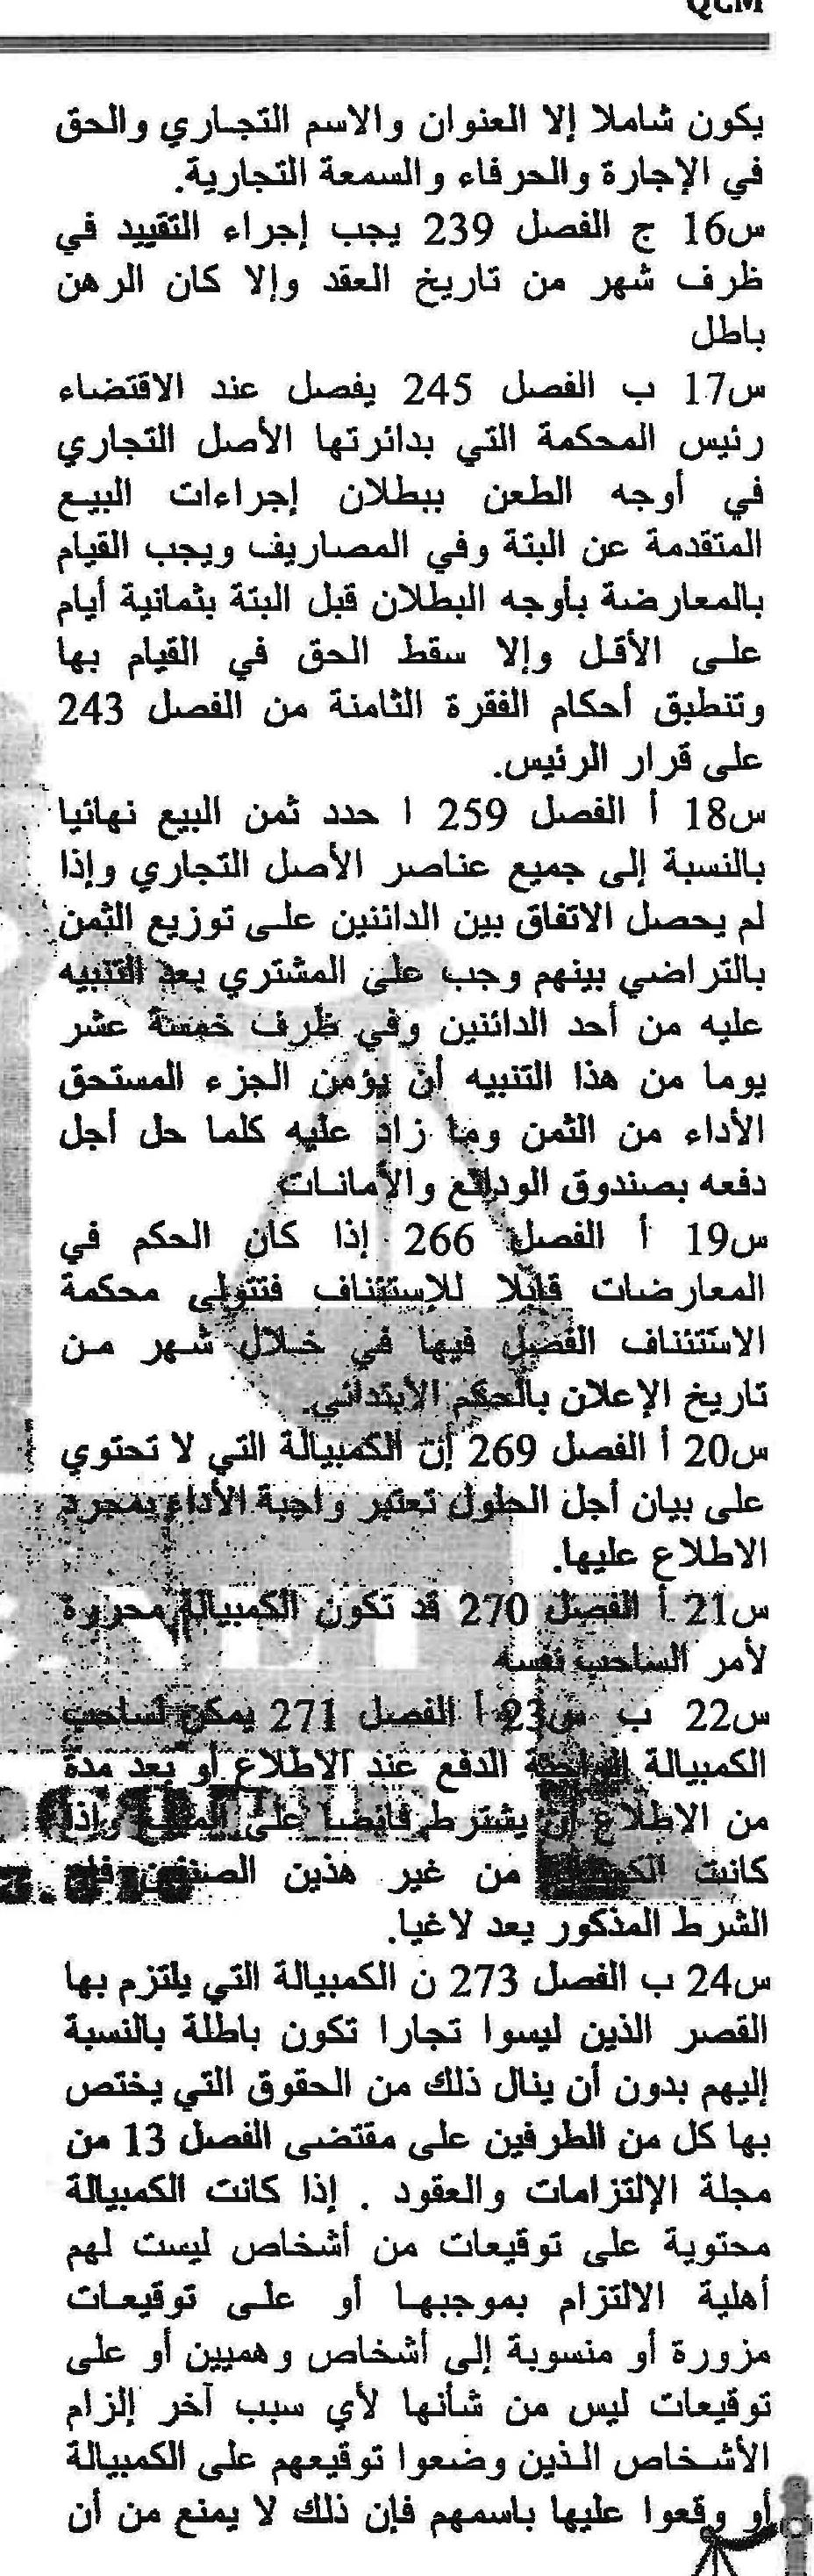 QCM
يكون شاملا إلا العنوان والاسم التجاري والحق
في الإجارة والحرفاء والسمعة التجارية.
س16 ج الفصل 239 يجب إجراء التقييد في
ظرف شهر من تاريخ العقد وإلا كان الرهن
باطل
س17 ب الفصل 245 يفصل عند الاقتضاء
رئيس المحكمة التي بدائرتها الأصل التجاري
في أوجه الطعن ببطلان إجراءات البيع
المتقدمة عن البتة وفي المصاريف ويجب القيام
بالمعارضة بأوجه البطلان قبل البتة بثمانية أيام
على الأقل وإلا سقط الحق في القيام بها
وتنطبق أحكام الفقرة الثامنة من الفصل 243
على قرار الرئيس.
س18 أ الفصل 259 ا حدد ثمن البيع نهائيا
بالنسبة إلى جميع عناصر الأصل التجاري وإذا
لم يحصل الاتفاق بين الدائنين على توزيع الثمن
بالتراضي بينهم وجب على المشتري بعد التنبيه
عليه من أحد الدائنين وفي ظرف خمسة عشر
يوما من هذا التنبيه أن يؤمن الجزء المستحق
الأداء من الثمن وما زاد عليه كلما حل أجل
دفعه بصندوق الودائع والأمانات
س19 أ الفصل 266 إذا كان الحكم في
المعارضات قابلا للإستئناف فتتولى محكمة
الاستئناف الفصل فيها في خلال شهر من
تاريخ الإعلان بالحكم الابتدائي.
س20 أ الفصل 269 إن الكمبيالة التي لا تحتوي
على بيان أجل الحلول تعتبر واجبة الأداء بمجرد
الاطلاع عليها.
س21 أ الفصل 270 قد تكون الكمبيالة محررة
لأمر الساحب نفسه
س22 ب س23 أ الفصل 271 يمكن لساحب
الكمبيالة الدفع عند الاطلاع أو بعد مدة
من الاطلاع أن يشترط فائضا على المبلغ وإذا
كانت من غير هذين الصنفين فإن
الشرط المذكور يعد لاغيا.
س24 ب الفصل 273 ن الكمبيالة التي يلتزم بها
القصر الذين ليسوا تجارا تكون باطلة بالنسبة
إليهم بدون أن ينال ذلك من الحقوق التي يختص
بها كل من الطرفين على مقتضى الفصل 13 من
مجلة الإلتزامات والعقود . إذا كانت الكمبيالة
محتوية على توقيعات من أشخاص ليست لهم
أهلية الالتزام بموجبها أو على توقيعات
مزورة أو منسوبة إلى أشخاص وهميين أو على
توقيعات ليس من شأنها لأي سبب آخر إلزام
الأشخاص الذين وضعوا توقيعهم على الكمبيالة
أو وقعوا عليها باسمهم فإن ذلك لا يمنع من أن